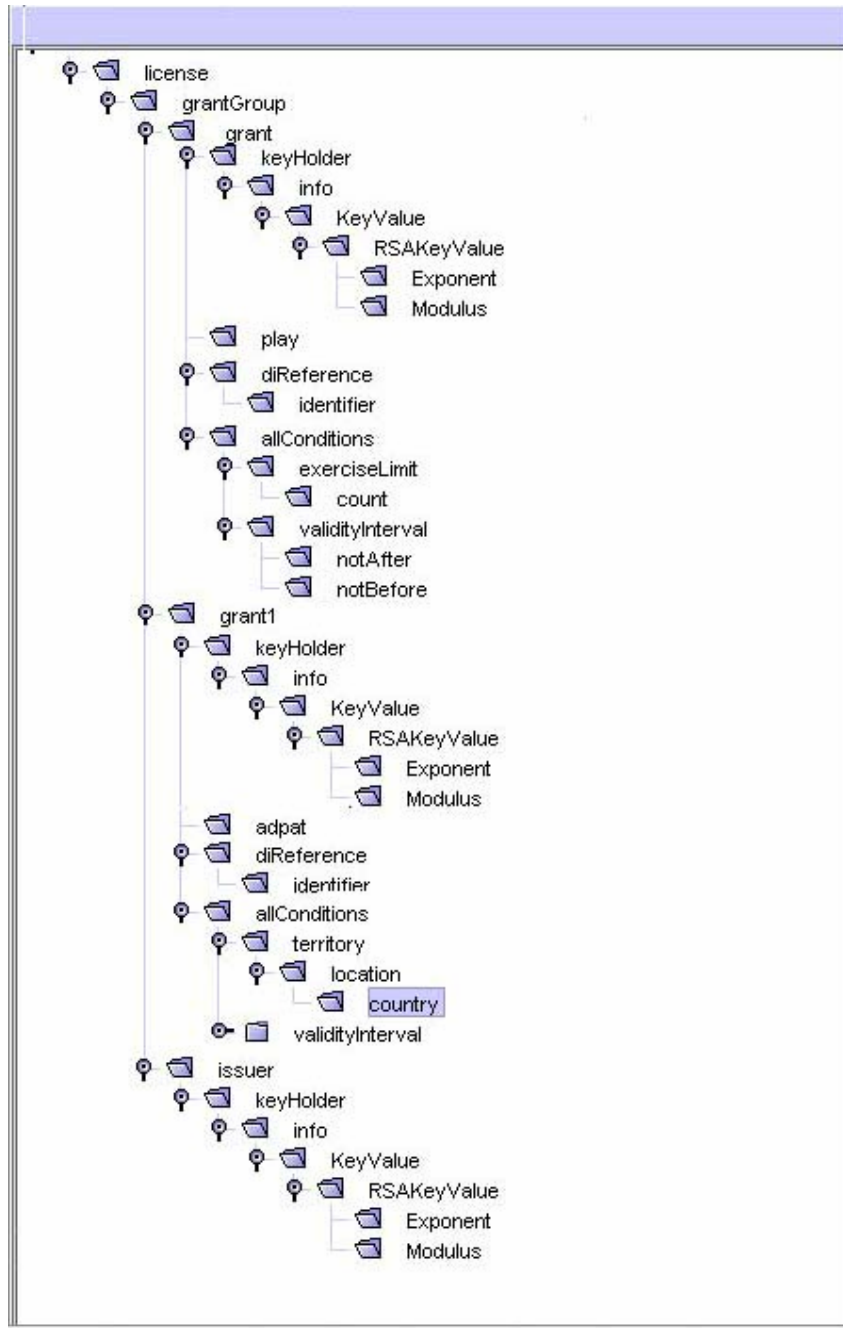 license
grantGroup
grant
keyHolder
info
KeyValue
RSAKeyValue
Exponent
Modulus
play
diReference
identifier
allConditions
exerciseLimit
count
validityInterval
notAfter
notBefore
grant1
keyHolder
info
KeyValue
RSAKeyValue
Exponent
Modulus
adpat
diReference
identifier
allConditions
territory
location
country
validityInterval
issuer
keyHolder
info
KeyValue
RSAKeyValue
Exponent
Modulus